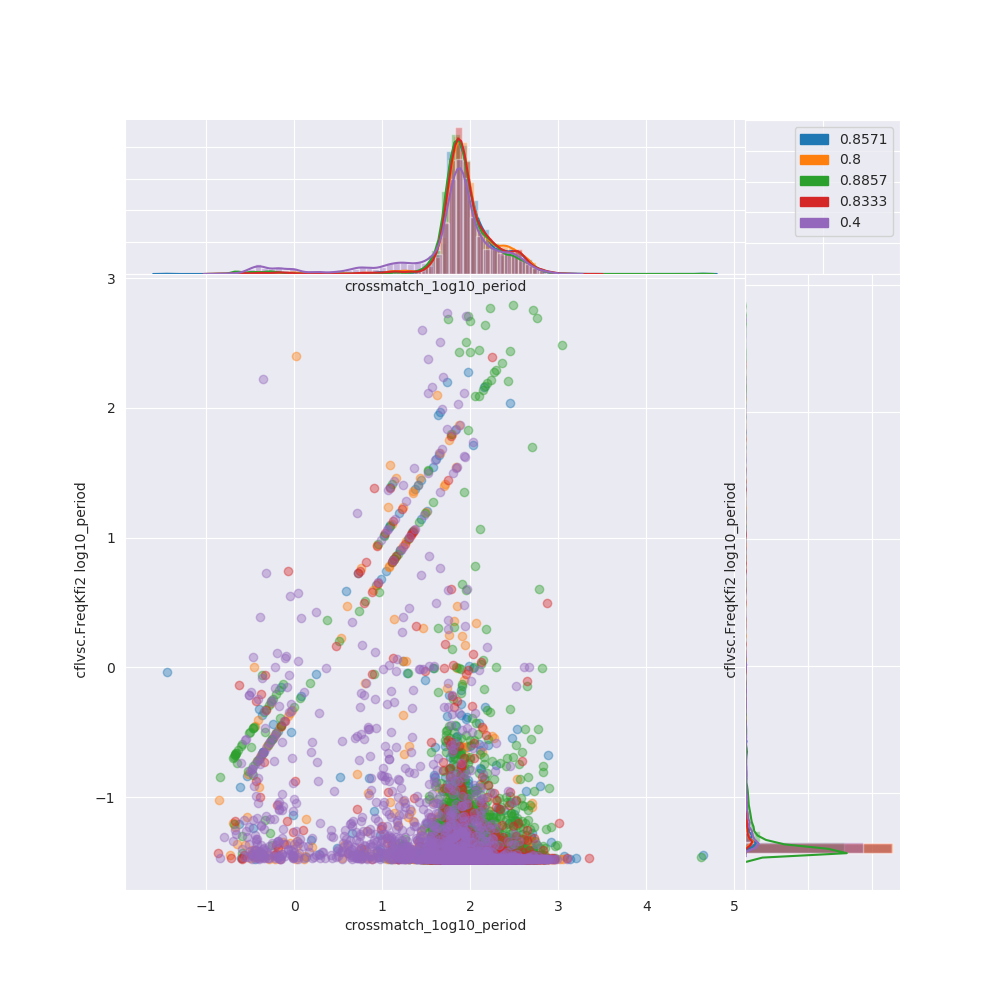 0.8571
0.8
0.8857
0.8333
0.4
crossmatch_1og10_period
3
2
1
0
−1
cflvsc.FreqKfi2 log10_period
cflvsc.FreqKfi2 log10_period
−1 0 1 2 3 4 5
crossmatch_1og10_period